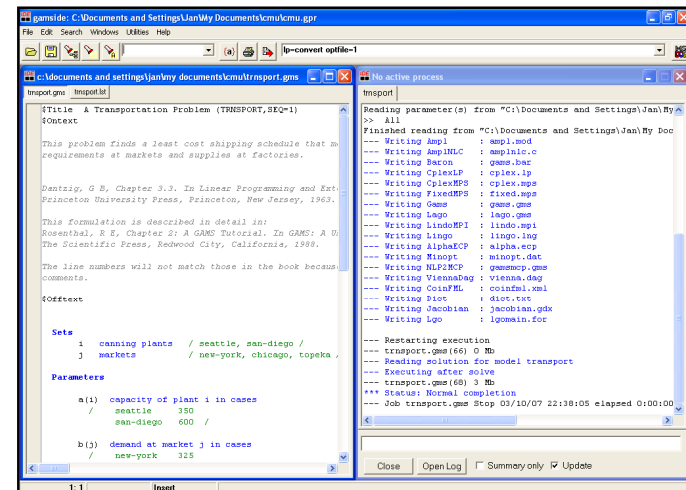 gamside: C:\Documents and Settings\Jan\My Documents\cmu\cmu.gpr
File Edit Search Windows Utilities Help
(a) lp=convert optfile=1
c:\documents and settings\jan\my documents\cmu\trnsport.gms
trnsport.gms trnsport.lst
$Title A Transportation Problem (TRNSPORT,SEQ=1)
$Ontext
This problem finds a least cost shipping schedule that m
requirements at markets and supplies at factories.
Dantzig, G B, Chapter 3.3. In Linear Programming and Ext
Princeton University Press, Princeton, New Jersey, 1963.
This formulation is described in detail in:
Rosenthal, R E, Chapter 2: A GAMS Tutorial. In GAMS: A U
The Scientific Press, Redwood City, California, 1988.
The line numbers will not match those in the book becaus
comments.
$Offtext
Sets
i canning plants / seattle, san-diego /
j markets / new-york, chicago, topeka /
Parameters
a(i) capacity of plant i in cases
/ seattle 350
san-diego 600 /
b(j) demand at market j in cases
/ new-york 325
1: 1 Insert
No active process
trnsport
Reading parameter(s) from "C:\Documents and Settings\Jan\My
>> All
Finished reading from "C:\Documents and Settings\Jan\My Doc
--- Writing Ampl : ampl.mod
--- Writing AmplNLC : amplnlc.c
--- Writing Baron : gams.bar
--- Writing CplexLP : cplex.lp
--- Writing CplexMPS : cplex.mps
--- Writing FixedMPS : fixed.mps
--- Writing Gams : gams.gms
--- Writing Lago : lago.gms
--- Writing LindoMPI : lindo.mpi
--- Writing Lingo : lingo.lng
--- Writing AlphaECP : alpha.ecp
--- Writing Minopt : minopt.dat
--- Writing NLP2MCP : gamsmcp.gms
--- Writing ViennaDag : vienna.dag
--- Writing CoinFML : coinfml.xml
--- Writing Dict : dict.txt
--- Writing Jacobian : jacobian.gdx
--- Writing Lgo : lgomain.for
--- Restarting execution
--- trnsport.gms(66) 0 Mb
--- Reading solution for model transport
--- Executing after solve
--- trnsport.gms(68) 3 Mb
*** Status: Normal completion
--- Job trnsport.gms Stop 03/10/07 22:38:05 elapsed 0:00:00
Close Open Log Summary only Update